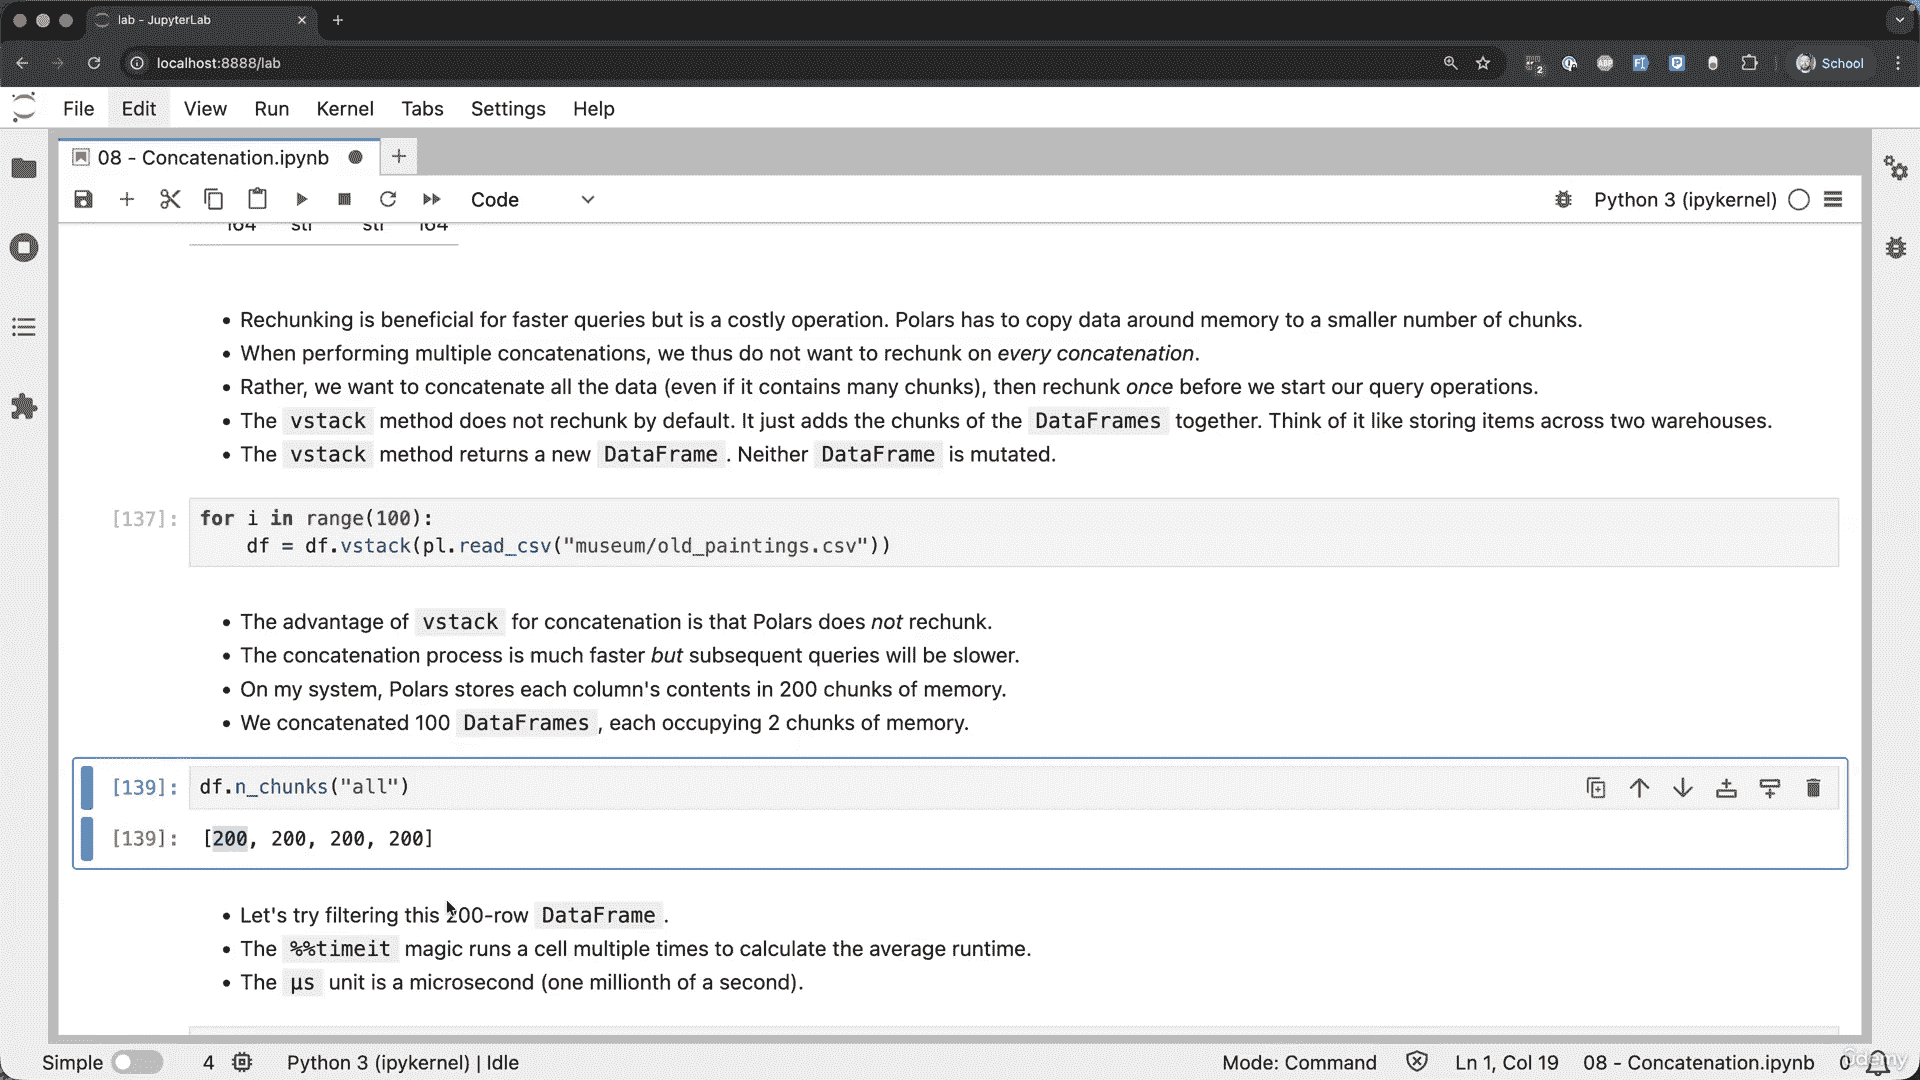 lab - JupyterLab
localhost:8888/lab
2
ABP
School
File Edit View Run Kernel Tabs Settings Help
08 - Concatenation.ipynb
Code
Python 3 (ipykernel)
i64 str str i64
• Rechunking is beneficial for faster queries but is a costly operation. Polars has to copy data around memory to a smaller number of chunks.
• When performing multiple concatenations, we thus do not want to rechunk on every concatenation.
• Rather, we want to concatenate all the data (even if it contains many chunks), then rechunk once before we start our query operations.
• The vstack method does not rechunk by default. It just adds the chunks of the DataFrames together. Think of it like storing items across two warehouses.
• The vstack method returns a new DataFrame . Neither DataFrame is mutated.
[137]: for i in range(100):
df = df.vstack(pl.read_csv("museum/old_paintings.csv"))
• The advantage of vstack for concatenation is that Polars does not rechunk.
• The concatenation process is much faster but subsequent queries will be slower.
• On my system, Polars stores each column's contents in 200 chunks of memory.
• We concatenated 100 DataFrames , each occupying 2 chunks of memory.
[139]: df.n_chunks("all")
[139]: [200, 200, 200, 200]
• Let's try filtering this 200-row DataFrame .
• The %%timeit magic runs a cell multiple times to calculate the average runtime.
• The µs unit is a microsecond (one millionth of a second).
Simple 4 Python 3 (ipykernel) | Idle Mode: Command Ln 1, Col 19 08 - Concatenation.ipynb 0
Udemy